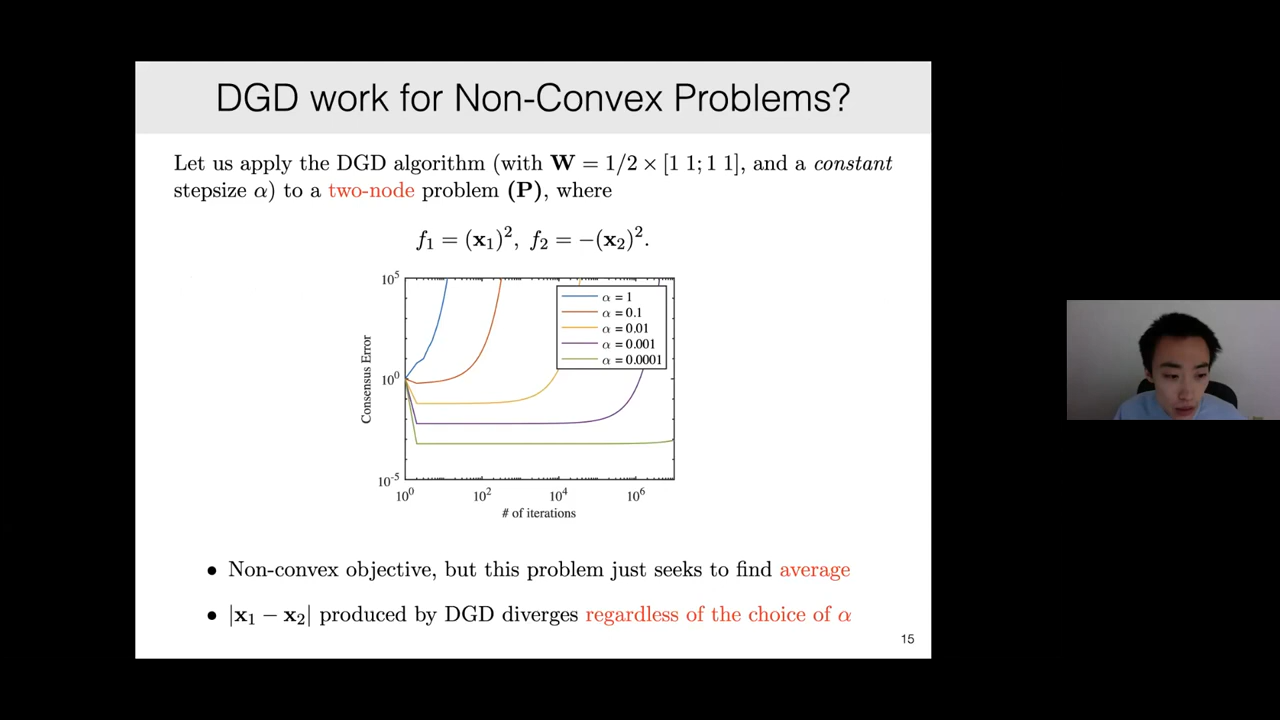 DGD work for Non-Convex Problems?
Let us apply the DGD algorithm (with W = 1/2 × [1 1; 1 1], and a constant
stepsize α) to a two-node problem (P), where
f₁ = (x₁)², f₂ = −(x₂)².
10⁵
10⁰
10⁻⁵
Consensus Error
α = 1
α = 0.1
α = 0.01
α = 0.001
α = 0.0001
10⁰ 10² 10⁴ 10⁶
# of iterations
• Non-convex objective, but this problem just seeks to find average
• |x₁ − x₂| produced by DGD diverges regardless of the choice of α
15